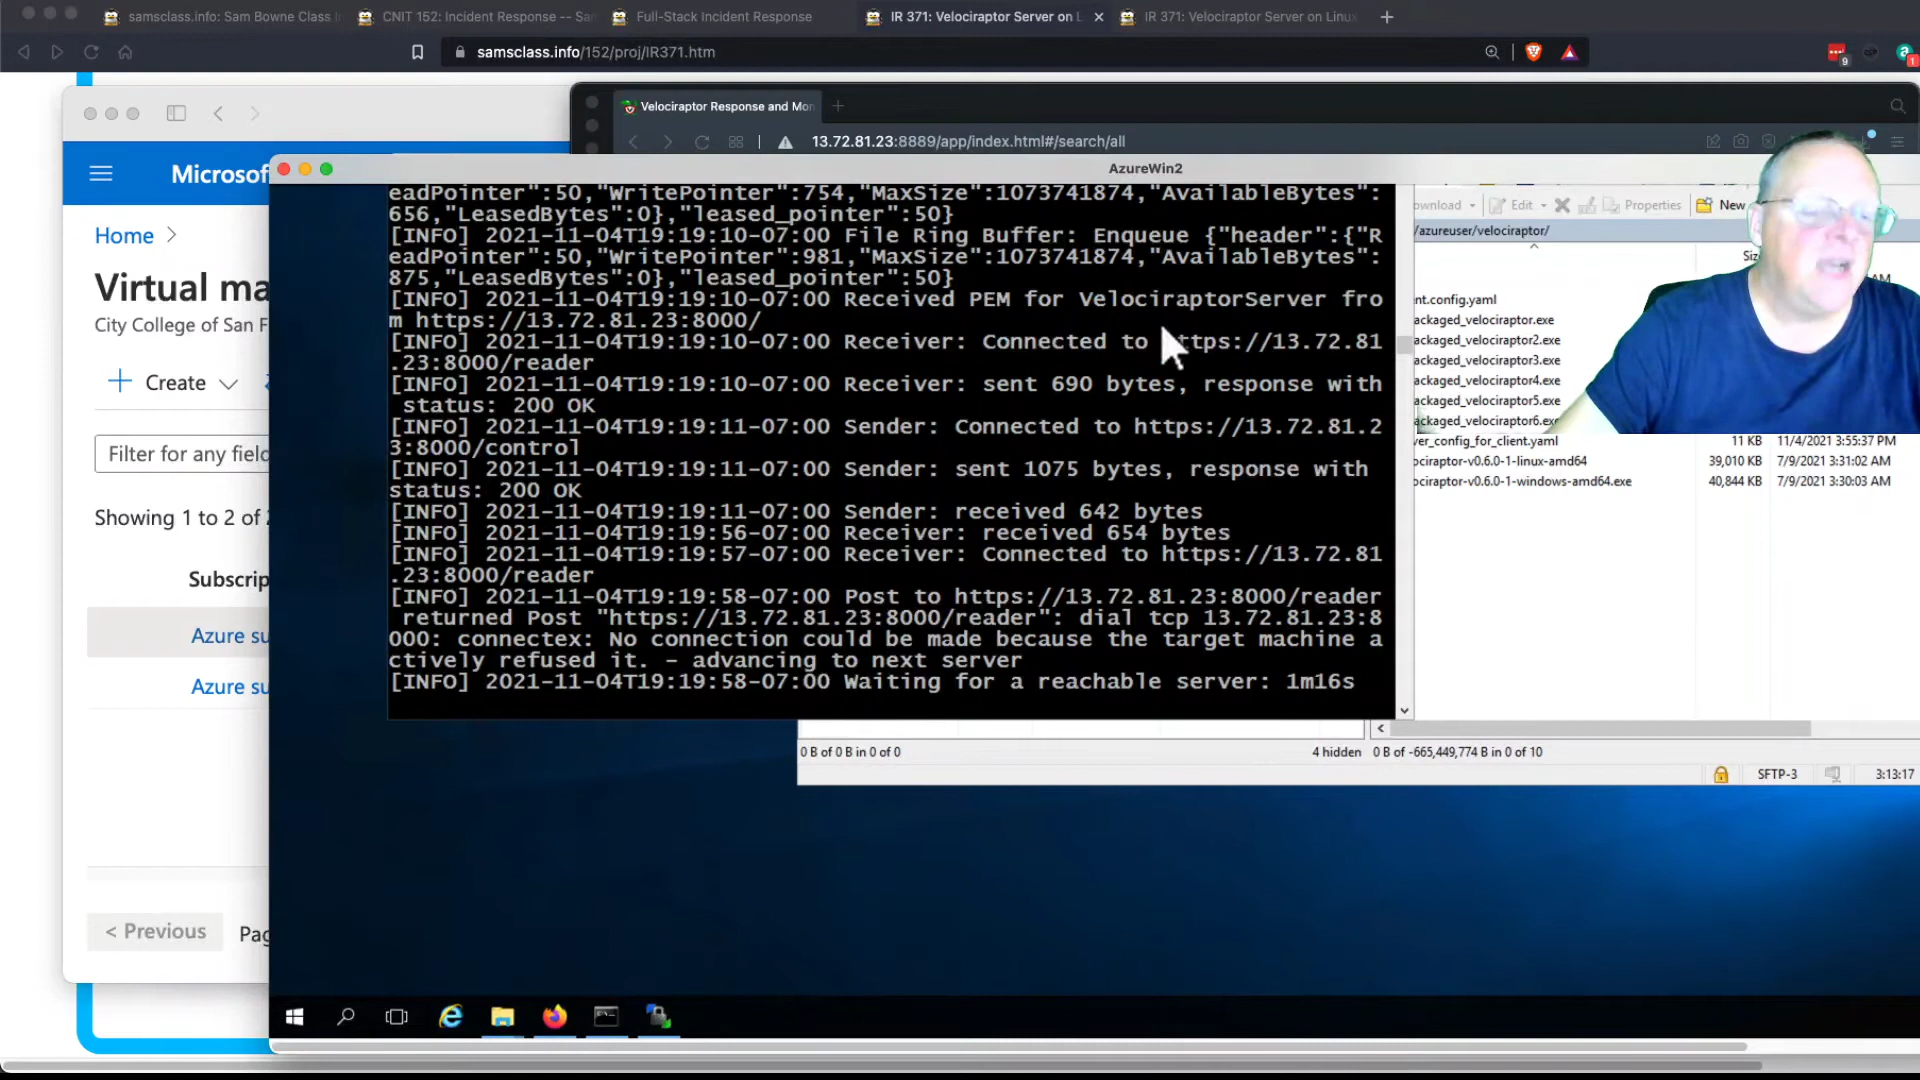 samsclass.info: Sam Bowne Class I
CNIT 152: Incident Response -- Sa
Full-Stack Incident Response
IR 371: Velociraptor Server on L
IR 371: Velociraptor Server on Linux
samsclass.info/152/proj/IR371.htm
9
1
Velociraptor Response and Mon
13.72.81.23:8889/app/index.html#/search/all
Microsof
AzureWin2
Home
Virtual ma
City College of San F
Create
Filter for any field
Showing 1 to 2 of 2
Subscrip
Azure su
Azure su
< Previous
Pag
eadPointer":50,"WritePointer":754,"MaxSize":1073741874,"AvailableBytes":
656,"LeasedBytes":0},"leased_pointer":50}
[INFO] 2021-11-04T19:19:10-07:00 File Ring Buffer: Enqueue {"header":{"R
eadPointer":50,"WritePointer":981,"MaxSize":1073741874,"AvailableBytes":
875,"LeasedBytes":0},"leased_pointer":50}
[INFO] 2021-11-04T19:19:10-07:00 Received PEM for VelociraptorServer fro
m https://13.72.81.23:8000/
[INFO] 2021-11-04T19:19:10-07:00 Receiver: Connected to https://13.72.81
.23:8000/reader
[INFO] 2021-11-04T19:19:10-07:00 Receiver: sent 690 bytes, response with
status: 200 OK
[INFO] 2021-11-04T19:19:11-07:00 Sender: Connected to https://13.72.81.2
3:8000/control
[INFO] 2021-11-04T19:19:11-07:00 Sender: sent 1075 bytes, response with
status: 200 OK
[INFO] 2021-11-04T19:19:11-07:00 Sender: received 642 bytes
[INFO] 2021-11-04T19:19:56-07:00 Receiver: received 654 bytes
[INFO] 2021-11-04T19:19:57-07:00 Receiver: Connected to https://13.72.81
.23:8000/reader
[INFO] 2021-11-04T19:19:58-07:00 Post to https://13.72.81.23:8000/reader
returned Post "https://13.72.81.23:8000/reader": dial tcp 13.72.81.23:8
000: connectex: No connection could be made because the target machine a
ctively refused it. - advancing to next server
[INFO] 2021-11-04T19:19:58-07:00 Waiting for a reachable server: 1m16s
ownload
Edit
Properties
New
/azureuser/velociraptor/
Siz
AM
nt.config.yaml
ackaged_velociraptor.exe
ackaged_velociraptor2.exe
ackaged_velociraptor3.exe
ackaged_velociraptor4.exe
ackaged_velociraptor5.exe
ackaged_velociraptor6.exe
ver_config_for_client.yaml 11 KB 11/4/2021 3:55:37 PM
ociraptor-v0.6.0-1-linux-amd64 39,010 KB 7/9/2021 3:31:02 AM
ociraptor-v0.6.0-1-windows-amd64.exe 40,844 KB 7/9/2021 3:30:03 AM
0 B of 0 B in 0 of 0
4 hidden
0 B of -665,449,774 B in 0 of 10
SFTP-3
3:13:17